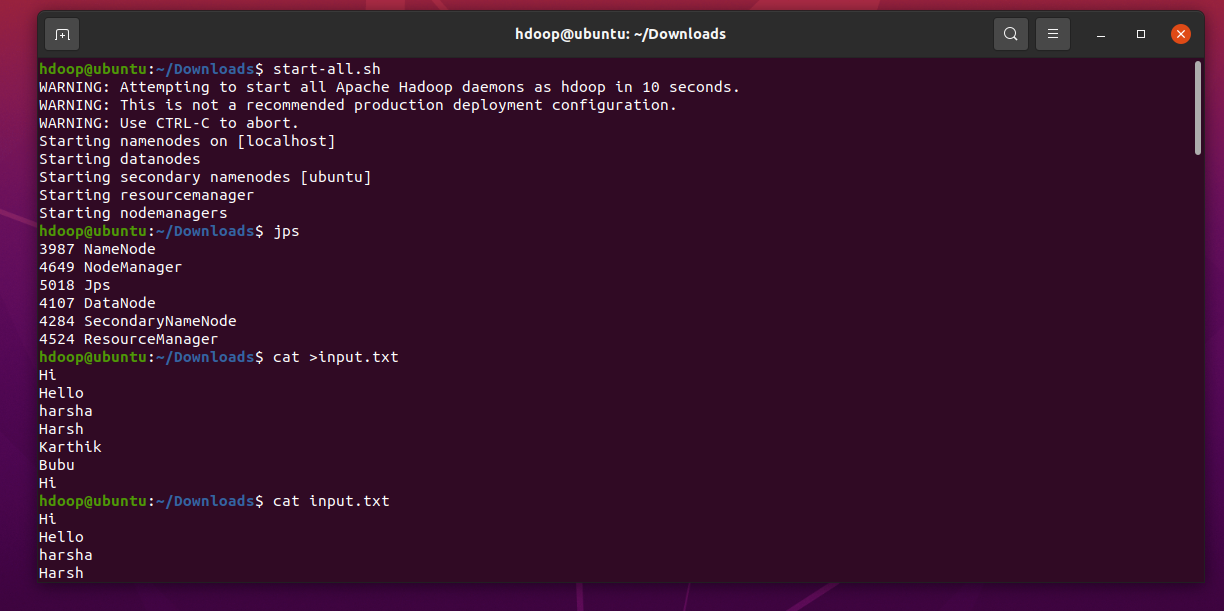 hdoop@ubuntu: ~/Downloads
hdoop@ubuntu:~/Downloads$ start-all.sh
WARNING: Attempting to start all Apache Hadoop daemons as hdoop in 10 seconds.
WARNING: This is not a recommended production deployment configuration.
WARNING: Use CTRL-C to abort.
Starting namenodes on [localhost]
Starting datanodes
Starting secondary namenodes [ubuntu]
Starting resourcemanager
Starting nodemanagers
hdoop@ubuntu:~/Downloads$ jps
3987 NameNode
4649 NodeManager
5018 Jps
4107 DataNode
4284 SecondaryNameNode
4524 ResourceManager
hdoop@ubuntu:~/Downloads$ cat >input.txt
Hi
Hello
harsha
Harsh
Karthik
Bubu
Hi
hdoop@ubuntu:~/Downloads$ cat input.txt
Hi
Hello
harsha
Harsh